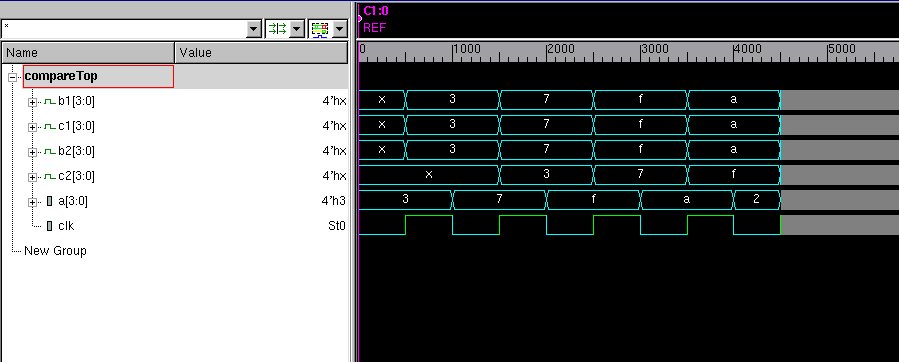 C1:0
REF
*
Name Value 0 1000 2000 3000 4000 5000
compareTop
b1[3:0] 4'hx x 3 7 f a
c1[3:0] 4'hx x 3 7 f a
b2[3:0] 4'hx x 3 7 f a
c2[3:0] 4'hx x 3 7 f
a[3:0] 4'h3 3 7 f a 2
clk St0
New Group